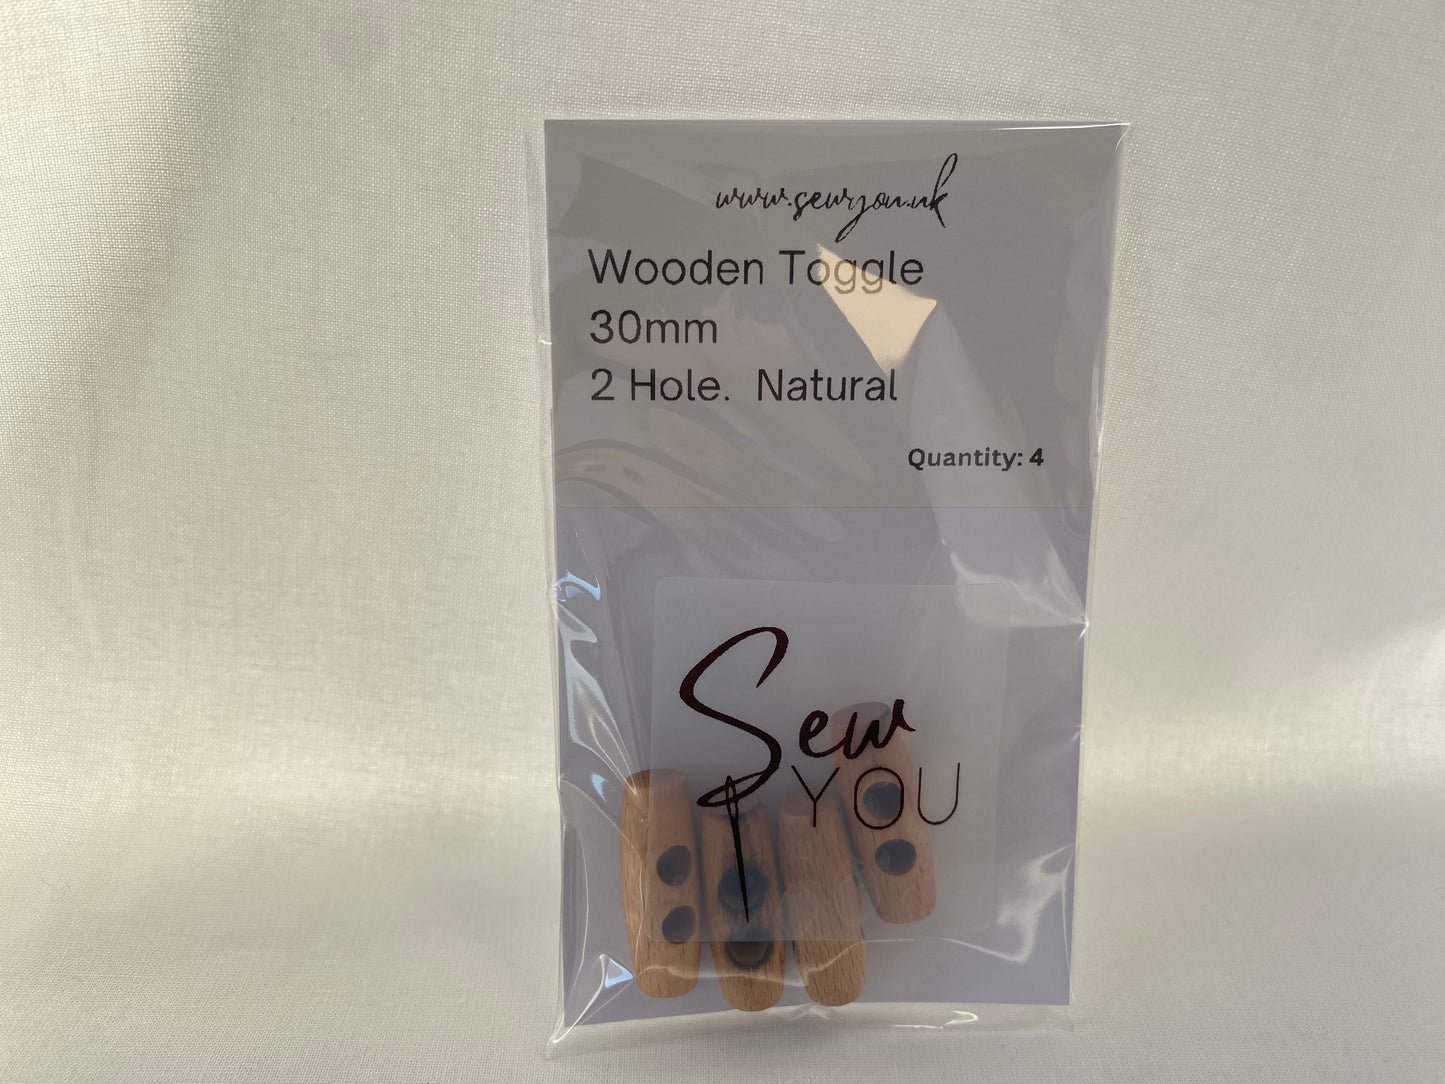 www.sewyou.uk
Wooden Toggle
30mm
2 Hole. Natural
Quantity: 4
Sew
YOU